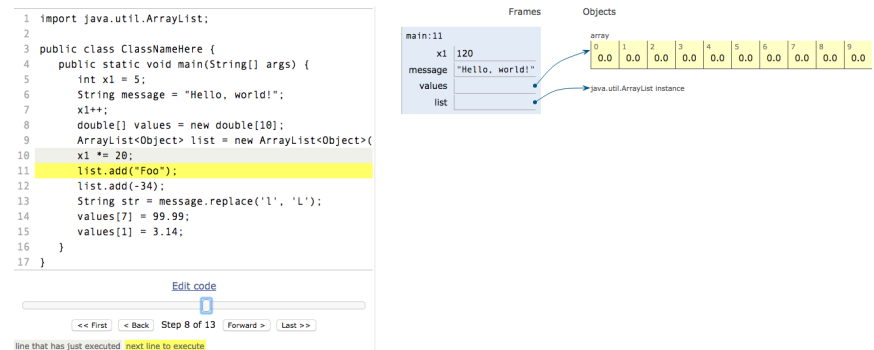 1 import java.util.ArrayList;
2
3 public class ClassNameHere {
4 public static void main(String[] args) {
5 int x1 = 5;
6 String message = "Hello, world!";
7 x1++;
8 double[] values = new double[10];
9 ArrayList<Object> list = new ArrayList<Object>(
10 x1 *= 20;
11 list.add("Foo");
12 list.add(-34);
13 String str = message.replace('l', 'L');
14 values[7] = 99.99;
15 values[1] = 3.14;
16 }
17 }
Edit code
<< First < Back Step 8 of 13 Forward > Last >>
line that has just executed next line to execute
Frames Objects
main:11
x1 120
message "Hello, world!"
values
list
array
0 1 2 3 4 5 6 7 8 9
0.0 0.0 0.0 0.0 0.0 0.0 0.0 0.0 0.0 0.0
java.util.ArrayList instance